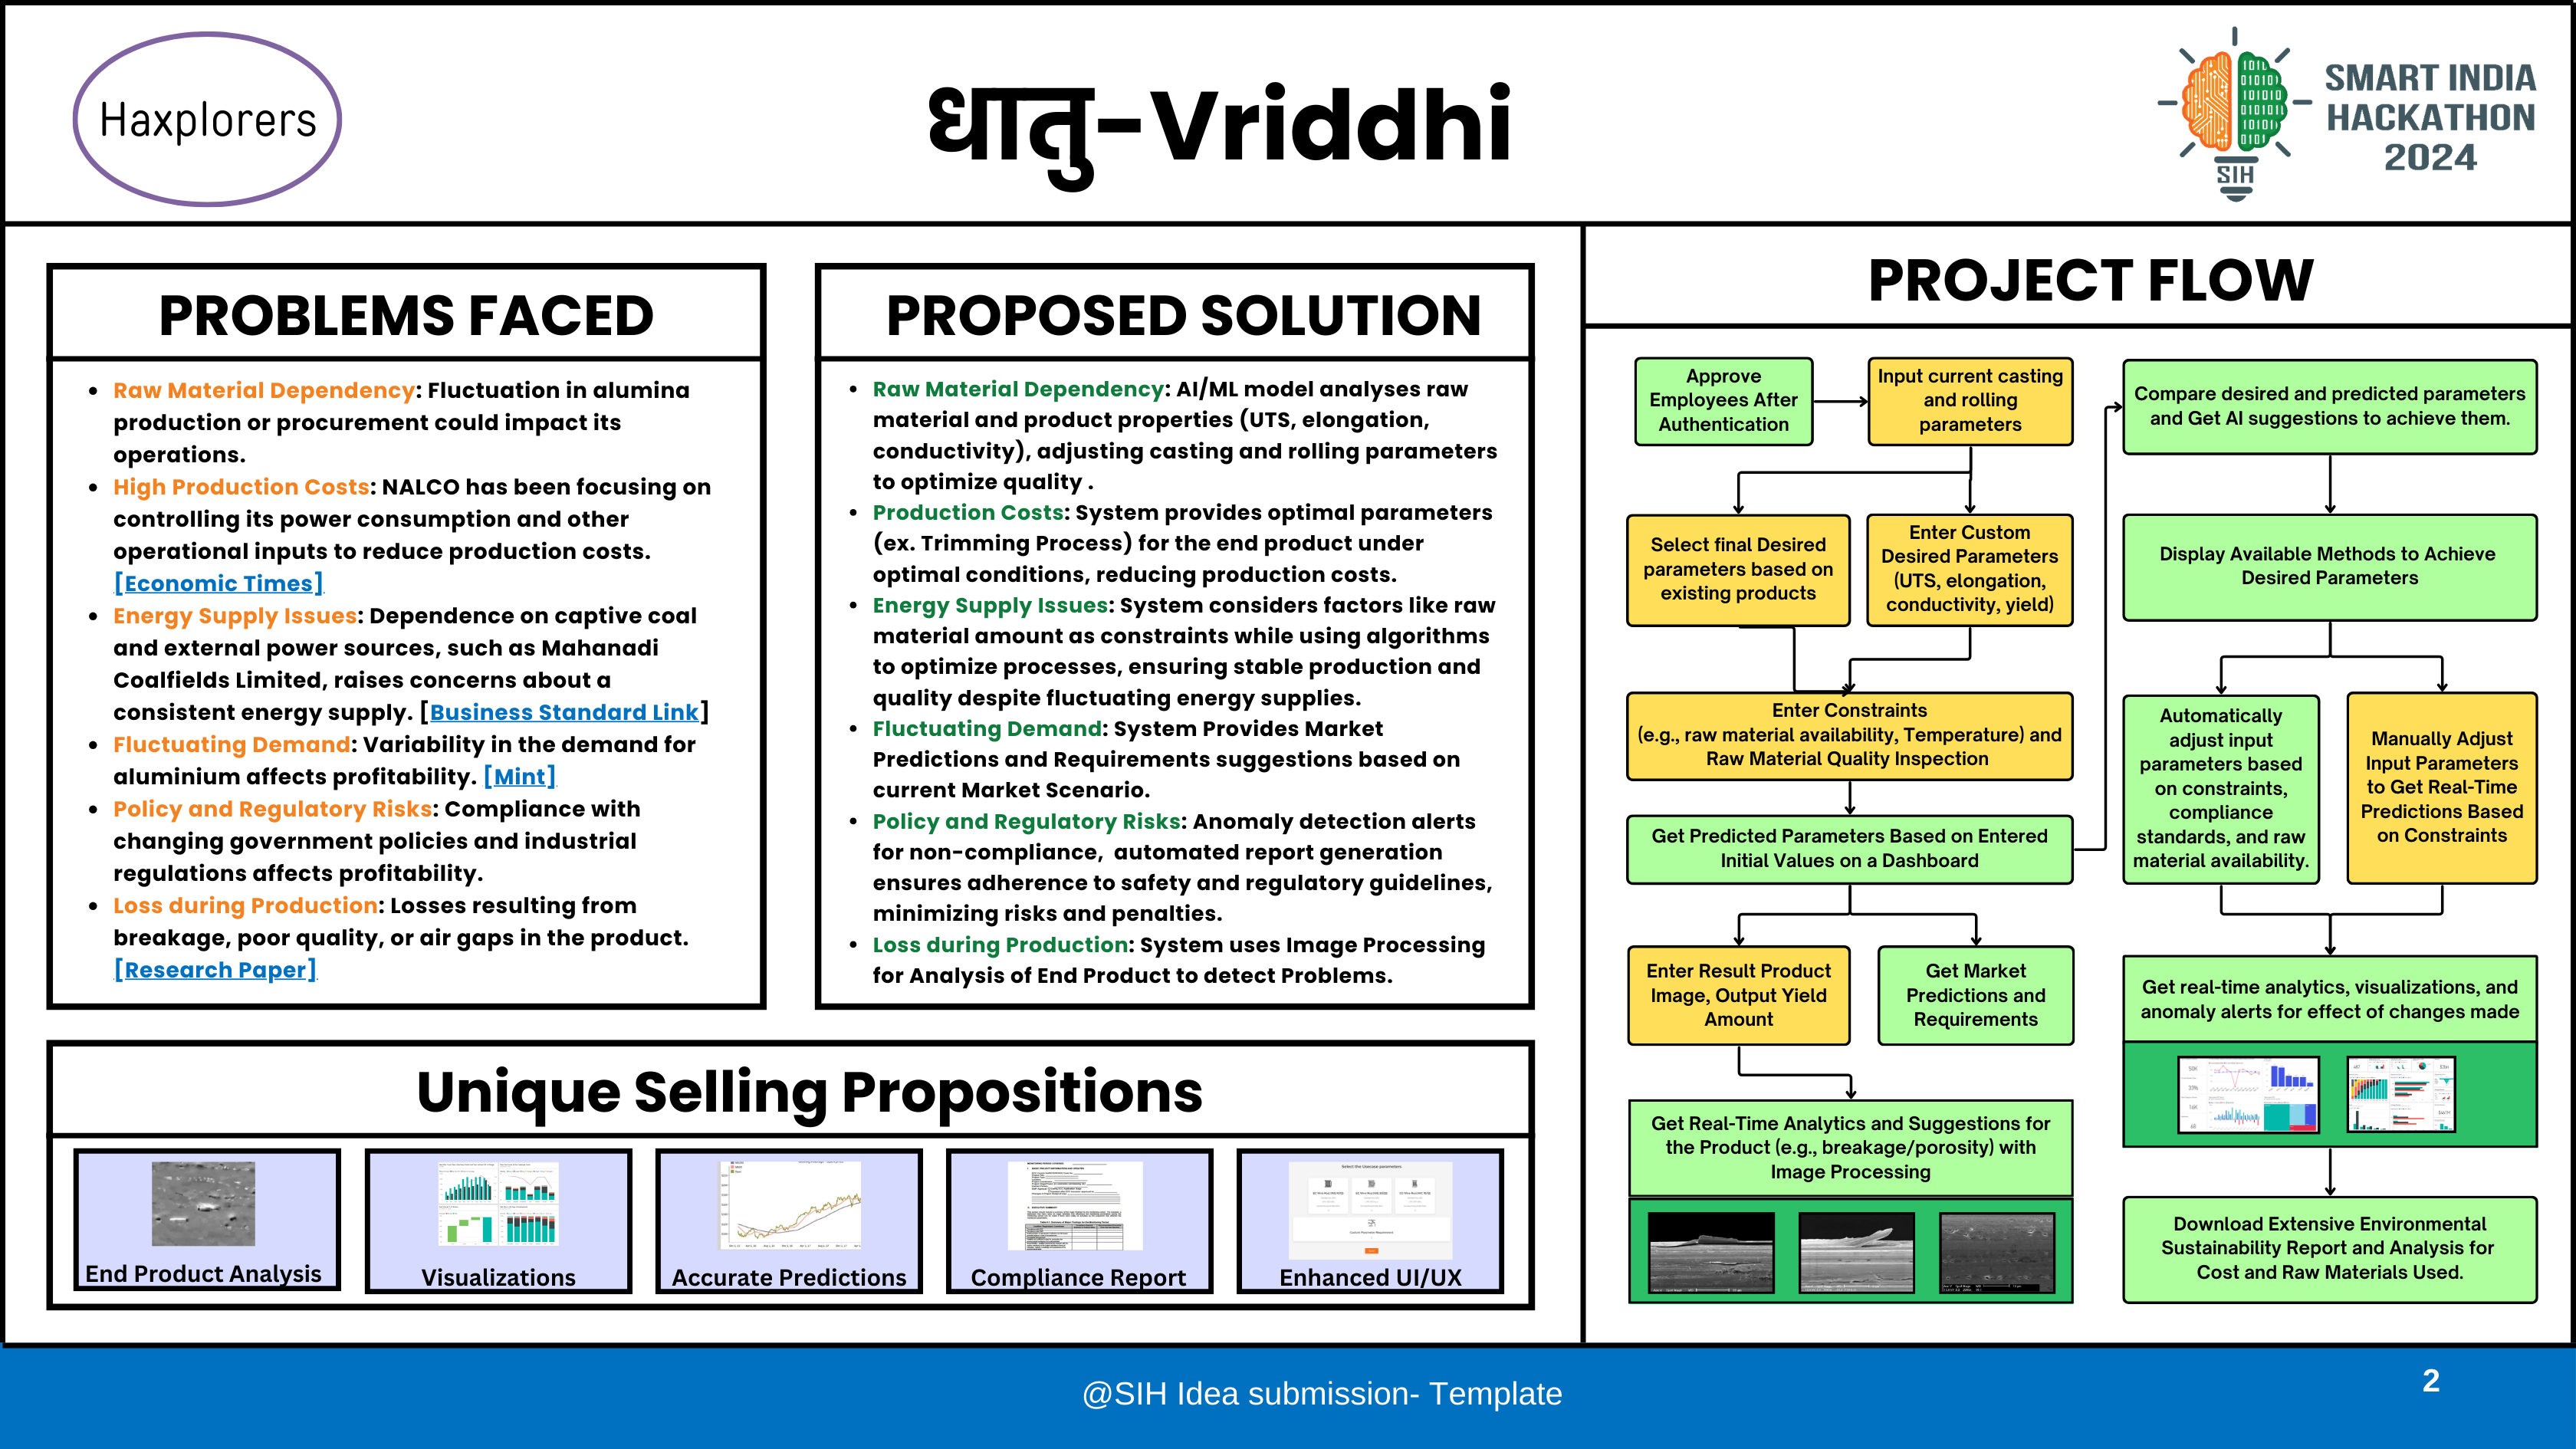 Haxplorers
धातु-Vriddhi
SMART INDIA
HACKATHON
2024
SIH
PROBLEMS FACED
• Raw Material Dependency: Fluctuation in alumina
production or procurement could impact its
operations.
• High Production Costs: NALCO has been focusing on
controlling its power consumption and other
operational inputs to reduce production costs.
[Economic Times]
• Energy Supply Issues: Dependence on captive coal
and external power sources, such as Mahanadi
Coalfields Limited, raises concerns about a
consistent energy supply. [Business Standard Link]
• Fluctuating Demand: Variability in the demand for
aluminium affects profitability. [Mint]
• Policy and Regulatory Risks: Compliance with
changing government policies and industrial
regulations affects profitability.
• Loss during Production: Losses resulting from
breakage, poor quality, or air gaps in the product.
[Research Paper]
PROPOSED SOLUTION
• Raw Material Dependency: AI/ML model analyses raw
material and product properties (UTS, elongation,
conductivity), adjusting casting and rolling parameters
to optimize quality .
• Production Costs: System provides optimal parameters
(ex. Trimming Process) for the end product under
optimal conditions, reducing production costs.
• Energy Supply Issues: System considers factors like raw
material amount as constraints while using algorithms
to optimize processes, ensuring stable production and
quality despite fluctuating energy supplies.
• Fluctuating Demand: System Provides Market
Predictions and Requirements suggestions based on
current Market Scenario.
• Policy and Regulatory Risks: Anomaly detection alerts
for non-compliance, automated report generation
ensures adherence to safety and regulatory guidelines,
minimizing risks and penalties.
• Loss during Production: System uses Image Processing
for Analysis of End Product to detect Problems.
Unique Selling Propositions
End Product Analysis
Visualizations
Accurate Predictions
Compliance Report
Select the Usecase parameters
Enhanced UI/UX
PROJECT FLOW
Approve
Employees After
Authentication
Input current casting
and rolling
parameters
Select final Desired
parameters based on
existing products
Enter Custom
Desired Parameters
(UTS, elongation,
conductivity, yield)
Enter Constraints
(e.g., raw material availability, Temperature) and
Raw Material Quality Inspection
Get Predicted Parameters Based on Entered
Initial Values on a Dashboard
Enter Result Product
Image, Output Yield
Amount
Get Market
Predictions and
Requirements
Get Real-Time Analytics and Suggestions for
the Product (e.g., breakage/porosity) with
Image Processing
Compare desired and predicted parameters
and Get AI suggestions to achieve them.
Display Available Methods to Achieve
Desired Parameters
Automatically
adjust input
parameters based
on constraints,
compliance
standards, and raw
material availability.
Manually Adjust
Input Parameters
to Get Real-Time
Predictions Based
on Constraints
Get real-time analytics, visualizations, and
anomaly alerts for effect of changes made
Download Extensive Environmental
Sustainability Report and Analysis for
Cost and Raw Materials Used.
@SIH Idea submission- Template
2